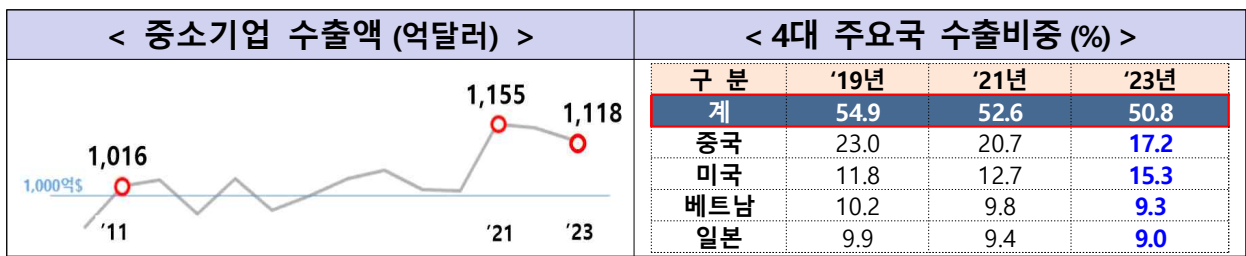 < 중소기업 수출액 (억달러) >
1,155
1,118
1,016
1,000억$
'11
'21
'23
< 4대 주요국 수출비중 (%) >
구 분 '19년 '21년 '23년
계 54.9 52.6 50.8
중국 23.0 20.7 17.2
미국 11.8 12.7 15.3
베트남 10.2 9.8 9.3
일본 9.9 9.4 9.0